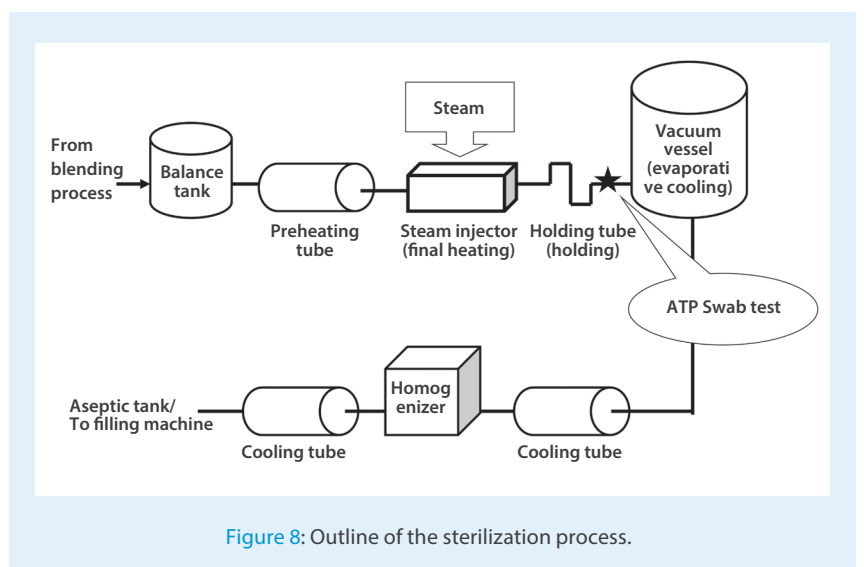 Steam
From
blending
process
Balance
tank
Preheating
tube
Steam injector
(final heating)
Holding tube
(holding)
Vacuum
vessel
(evaporati
ve cooling)
ATP Swab test
Aseptic tank/
To filling machine
Cooling tube
Homog
enizer
Cooling tube
Figure 8: Outline of the sterilization process.